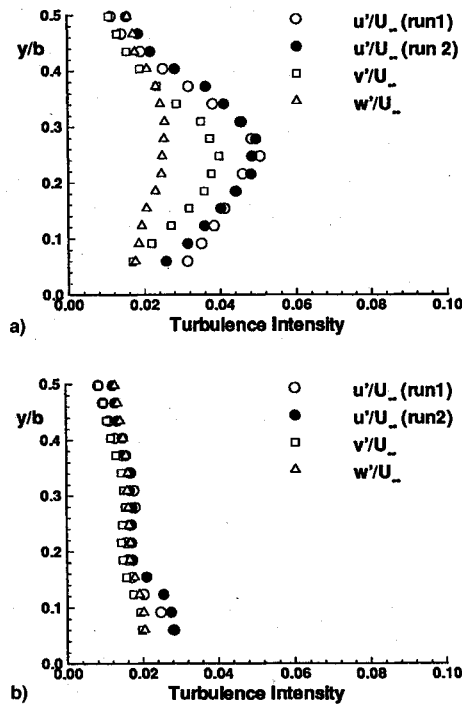 0.5
y/b
0.4
0.3
0.2
0.1
0.0
0.00 0.02 0.04 0.06 0.08 0.10
Turbulence Intensity
a)
u'/U∞ (run1)
u'/U∞ (run 2)
v'/U∞
w'/U∞
0.5
y/b
0.4
0.3
0.2
0.1
0.0
0.00 0.02 0.04 0.06 0.08 0.10
Turbulence Intensity
b)
u'/U∞ (run1)
u'/U∞ (run2)
v'/U∞
w'/U∞